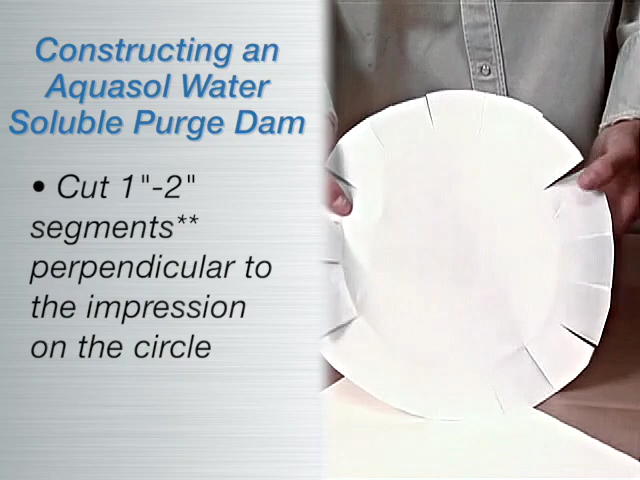 Constructing an
Aquasol Water
Soluble Purge Dam
• Cut 1"-2"
segments**
perpendicular to
the impression
on the circle